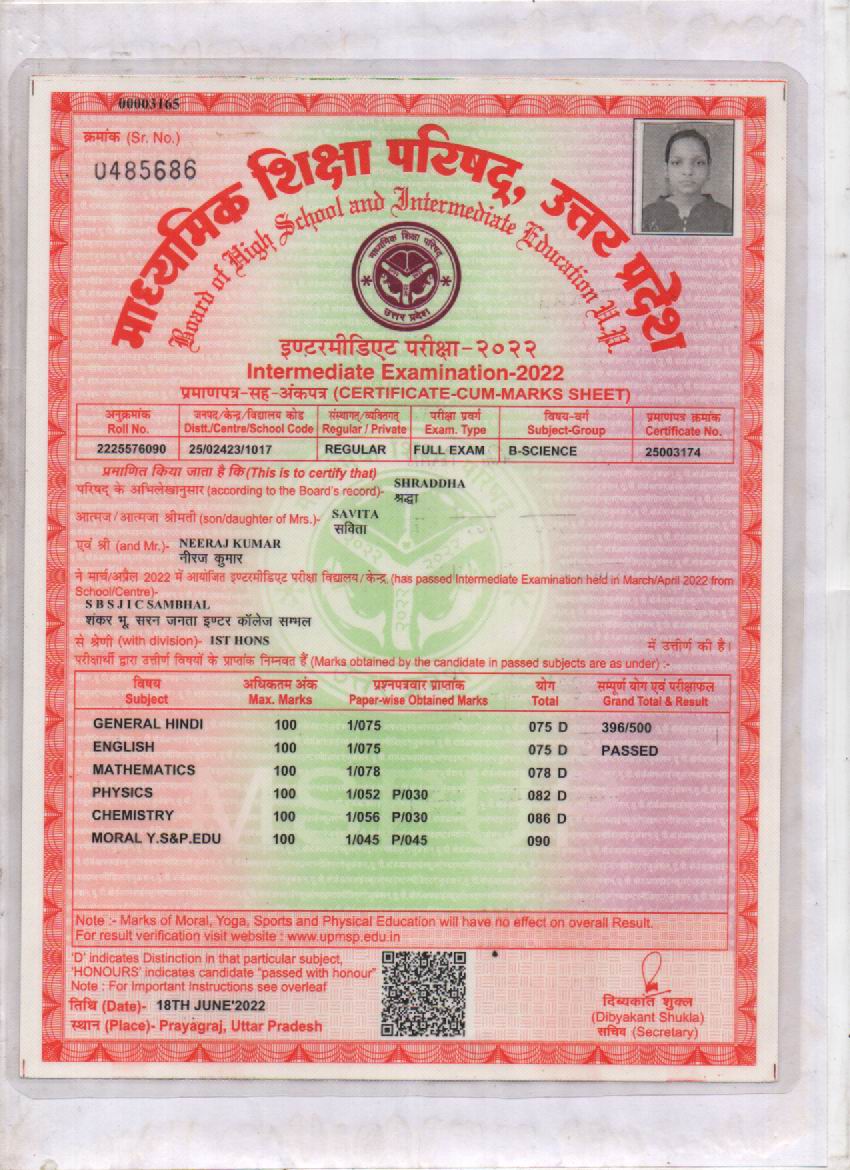 00003165
क्रमांक (Sr. No.)
0485686
माध्यमिक शिक्षा परिषद्, उत्तर प्रदेश
Board of High School and Intermediate Education U.P.
माध्यमिक शिक्षा परिषद्
उत्तर प्रदेश
इण्टरमीडिएट परीक्षा-२०२२
Intermediate Examination-2022
प्रमाणपत्र-सह-अंकपत्र (CERTIFICATE-CUM-MARKS SHEET)
अनुक्रमांक जनपद/केन्द्र/विद्यालय कोड संस्थागत/व्यक्तिगत परीक्षा प्रवर्ग विषय-वर्ग प्रमाणपत्र क्रमांक
Roll No. Distt./Centre/School Code Regular / Private Exam. Type Subject-Group Certificate No.
2225576090 25/02423/1017 REGULAR FULL EXAM B-SCIENCE 25003174
प्रमाणित किया जाता है कि (This is to certify that)
परिषद् के अभिलेखानुसार (according to the Board's record)- SHRADDHA
श्रद्धा
आत्मज/आत्मजा श्रीमती (son/daughter of Mrs.)- SAVITA
सविता
एवं श्री (and Mr.)- NEERAJ KUMAR
नीरज कुमार
ने मार्च/अप्रैल 2022 में आयोजित इण्टरमीडिएट परीक्षा विद्यालय/केन्द्र (has passed Intermediate Examination held in March/April 2022 from
School/Centre)-
S B S J I C SAMBHAL
शंकर भू. सरन जनता इण्टर कॉलेज सम्भल
से श्रेणी (with division)- 1ST HONS में उत्तीर्ण की है।
परीक्षार्थी द्वारा उत्तीर्ण विषयों के प्राप्तांक निम्नवत हैं (Marks obtained by the candidate in passed subjects are as under) :-
विषय अधिकतम अंक प्रश्नपत्रवार प्राप्तांक योग सम्पूर्ण योग एवं परीक्षाफल
Subject Max. Marks Paper-wise Obtained Marks Total Grand Total & Result
GENERAL HINDI 100 1/075 075 D 396/500
ENGLISH 100 1/075 075 D PASSED
MATHEMATICS 100 1/078 078 D
PHYSICS 100 1/052 P/030 082 D
CHEMISTRY 100 1/056 P/030 086 D
MORAL Y.S&P.EDU 100 1/045 P/045 090
Note :- Marks of Moral, Yoga, Sports and Physical Education will have no effect on overall Result.
For result verification visit website : www.upmsp.edu.in
'D' indicates Distinction in that particular subject,
'HONOURS' indicates candidate "passed with honour"
Note : For Important Instructions see overleaf
तिथि (Date)- 18TH JUNE'2022
स्थान (Place)- Prayagraj, Uttar Pradesh
दिब्यकांत शुक्ल
(Dibyakant Shukla)
सचिव (Secretary)